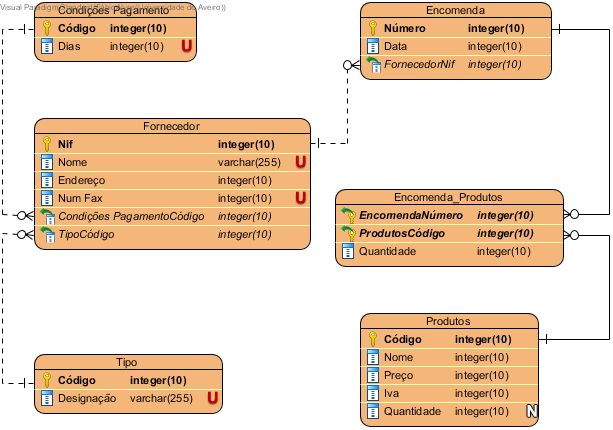 Visual Paradigm
Universidade de Aveiro))
Condições Pagamento
Código integer(10)
Dias integer(10) U
Encomenda
Número integer(10)
Data integer(10)
FornecedorNif integer(10)
Fornecedor
Nif integer(10)
Nome varchar(255) U
Endereço integer(10)
Num Fax integer(10) U
Condições PagamentoCódigo integer(10)
TipoCódigo integer(10)
Encomenda_Produtos
EncomendaNúmero integer(10)
ProdutosCódigo integer(10)
Quantidade integer(10)
Produtos
Código integer(10)
Nome integer(10)
Preço integer(10)
Iva integer(10)
Quantidade integer(10) N
Tipo
Código integer(10)
Designação varchar(255) U